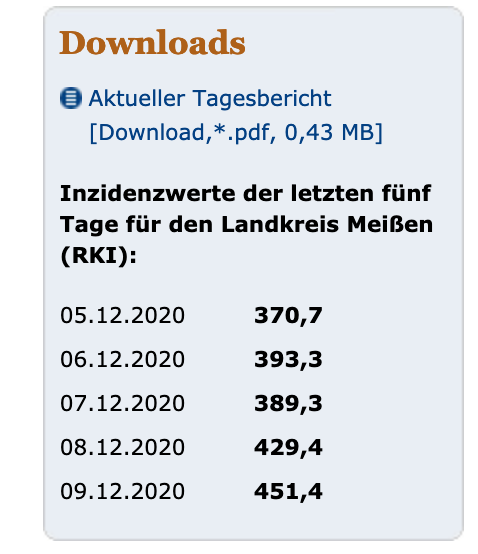 Downloads
Aktueller Tagesbericht
[Download,*.pdf, 0,43 MB]
Inzidenzwerte der letzten fünf
Tage für den Landkreis Meißen
(RKI):
05.12.2020 370,7
06.12.2020 393,3
07.12.2020 389,3
08.12.2020 429,4
09.12.2020 451,4